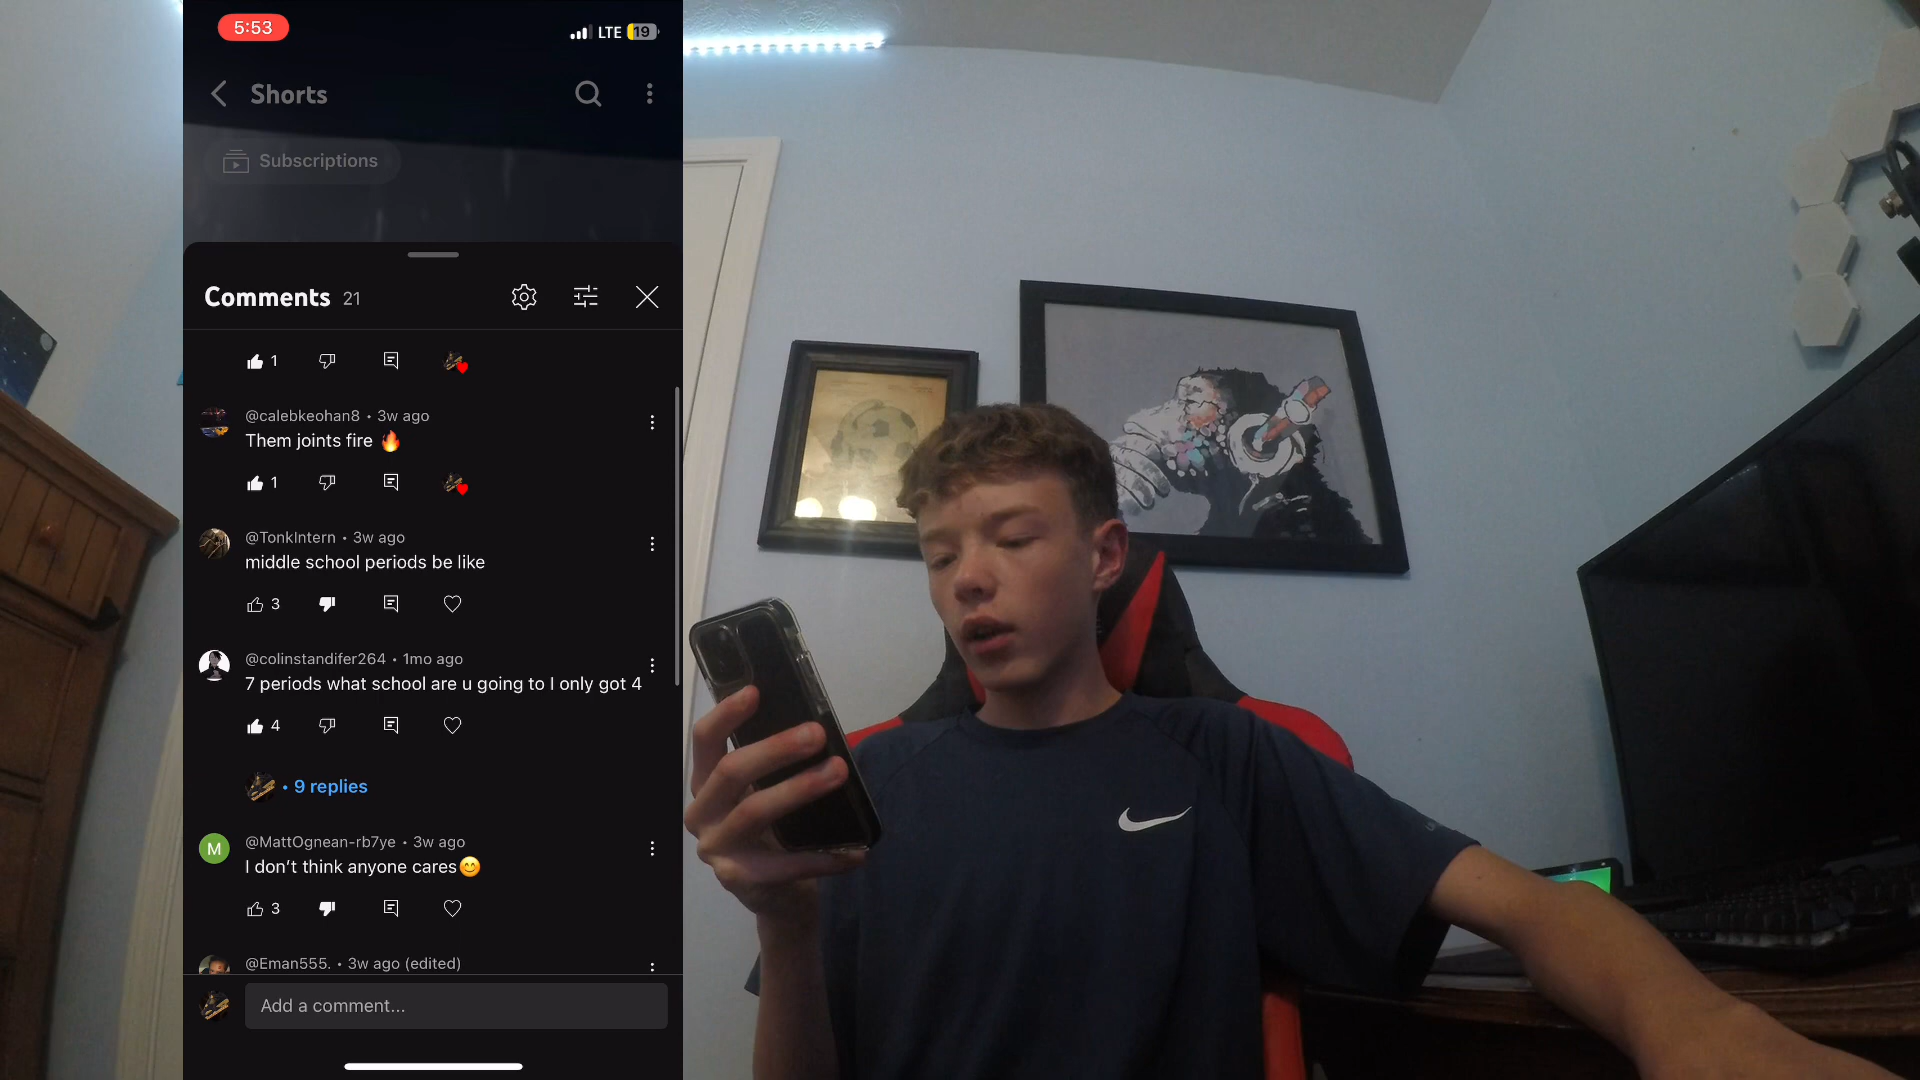 5:53
LTE 19
Shorts
Subscriptions
Comments 21
1
@calebkeohan8 • 3w ago
Them joints fire 🔥
1
@TonkIntern • 3w ago
middle school periods be like
3
@colinstandifer264 • 1mo ago
7 periods what school are u going to I only got 4
4
• 9 replies
M
@MattOgnean-rb7ye • 3w ago
I don’t think anyone cares😊
3
@Eman555. • 3w ago (edited)
Add a comment...